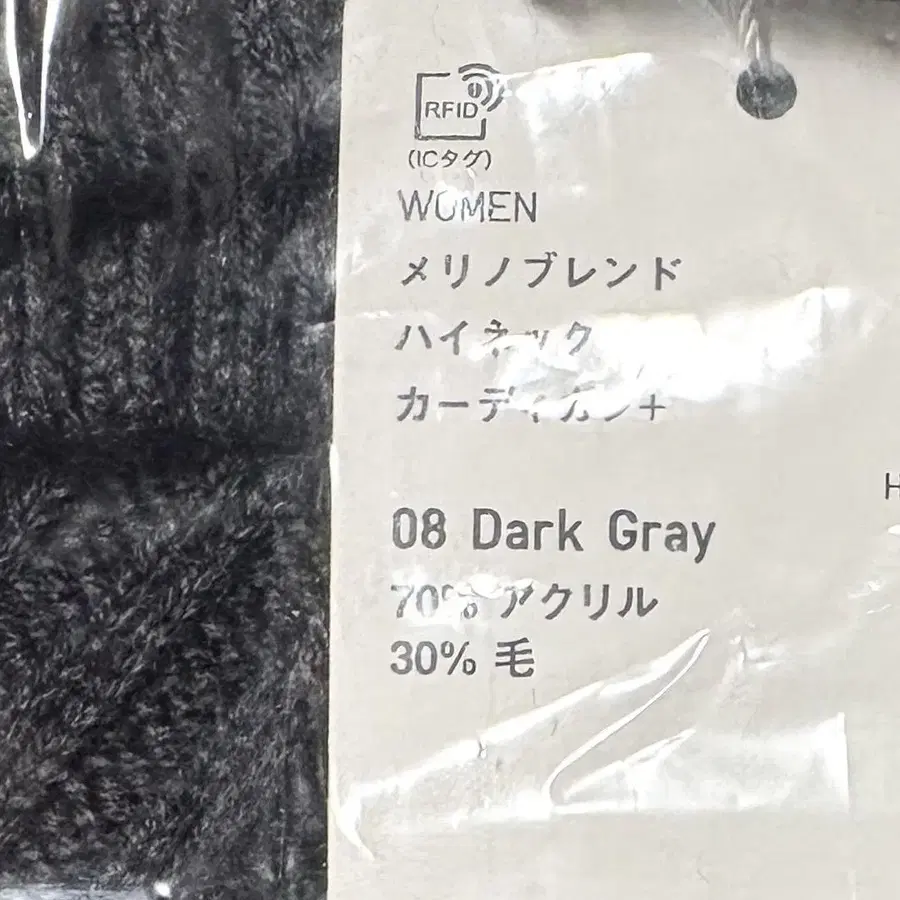 RFID
(ICタグ)
WOMEN
メリノブレンド
ハイネック
カーディガン+
08 Dark Gray
70% アクリル
30% 毛
H